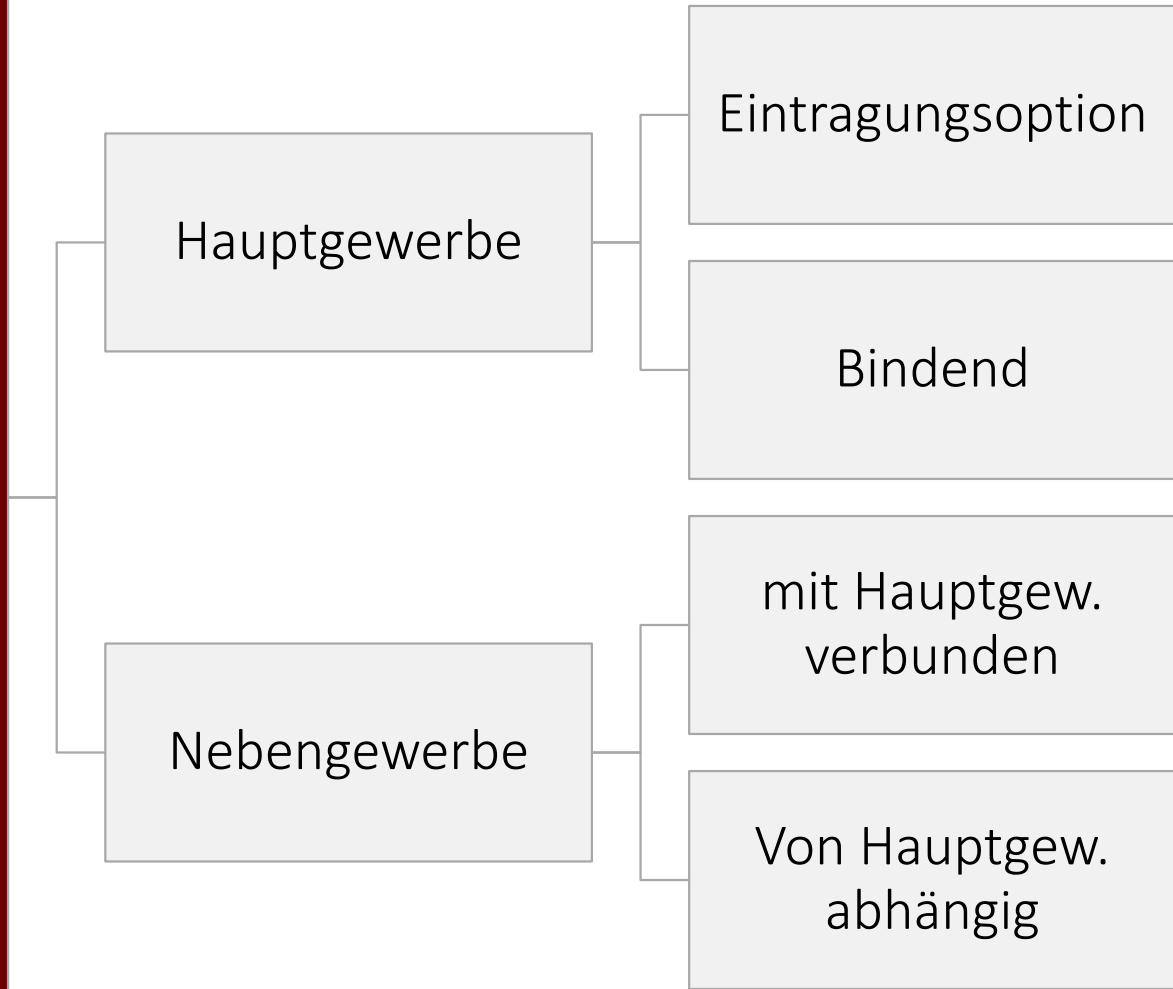 Eintragungsoption
Hauptgewerbe
Bindend
mit Hauptgew.
verbunden
Nebengewerbe
Von Hauptgew.
abhängig